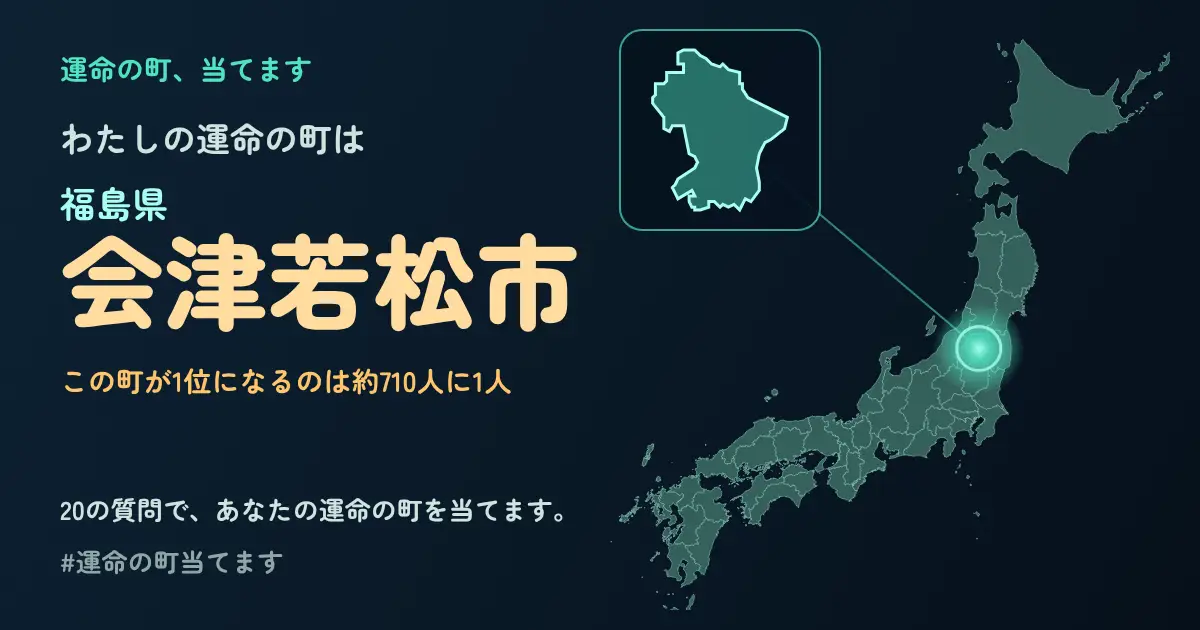 運命の町、当てます
わたしの運命の町は
福島県
会津若松市
この町が1位になるのは約710人に1人
20の質問で、あなたの運命の町を当てます。
#運命の町当てます